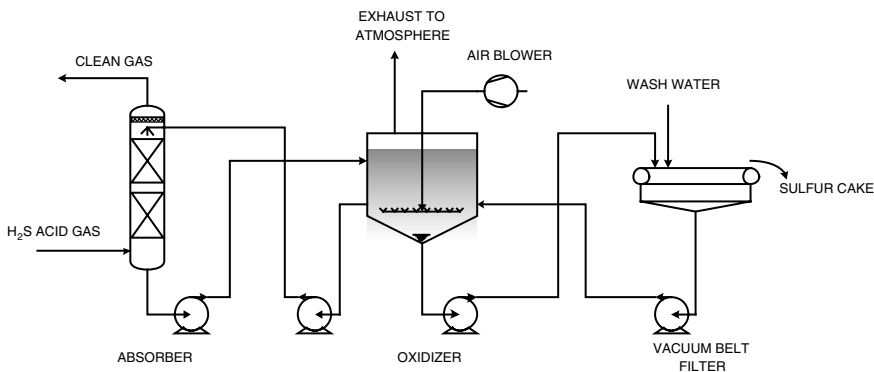 EXHAUST TO
ATMOSPHERE
CLEAN GAS
AIR BLOWER
WASH WATER
SULFUR CAKE
H₂S ACID GAS
ABSORBER
OXIDIZER
VACUUM BELT
FILTER